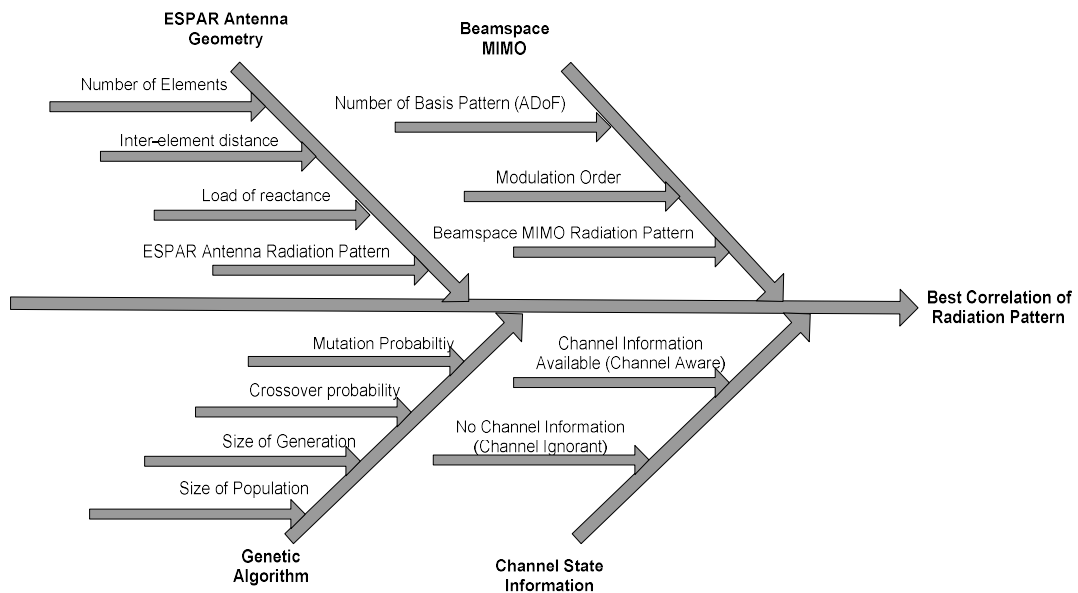 ESPAR Antenna
Geometry
Number of Elements
Inter-element distance
Load of reactance
ESPAR Antenna Radiation Pattern
Beamspace
MIMO
Number of Basis Pattern (ADoF)
Modulation Order
Beamspace MIMO Radiation Pattern
Best Correlation of
Radiation Pattern
Mutation Probabiltiy
Crossover probability
Size of Generation
Size of Population
Genetic
Algorithm
Channel Information
Available (Channel Aware)
No Channel Information
(Channel Ignorant)
Channel State
Information